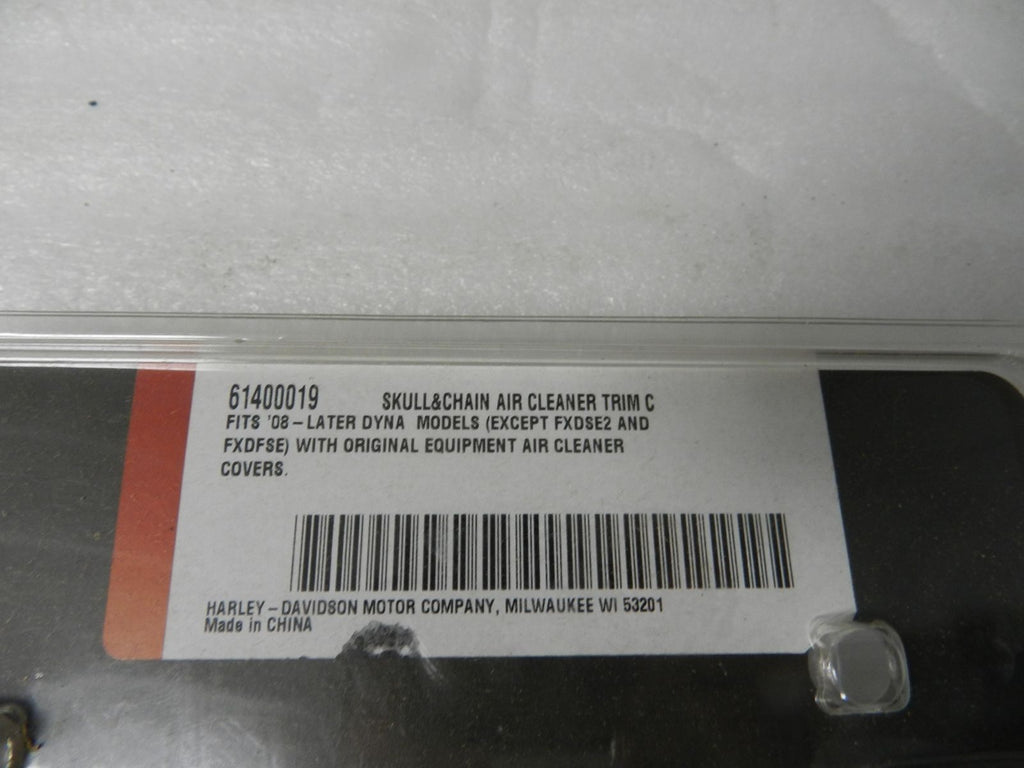 61400019 SKULL&CHAIN AIR CLEANER TRIM C
FITS '08-LATER DYNA MODELS (EXCEPT FXDSE2 AND
FXDFSE) WITH ORIGINAL EQUIPMENT AIR CLEANER
COVERS.
HARLEY-DAVIDSON MOTOR COMPANY, MILWAUKEE WI 53201
Made in CHINA